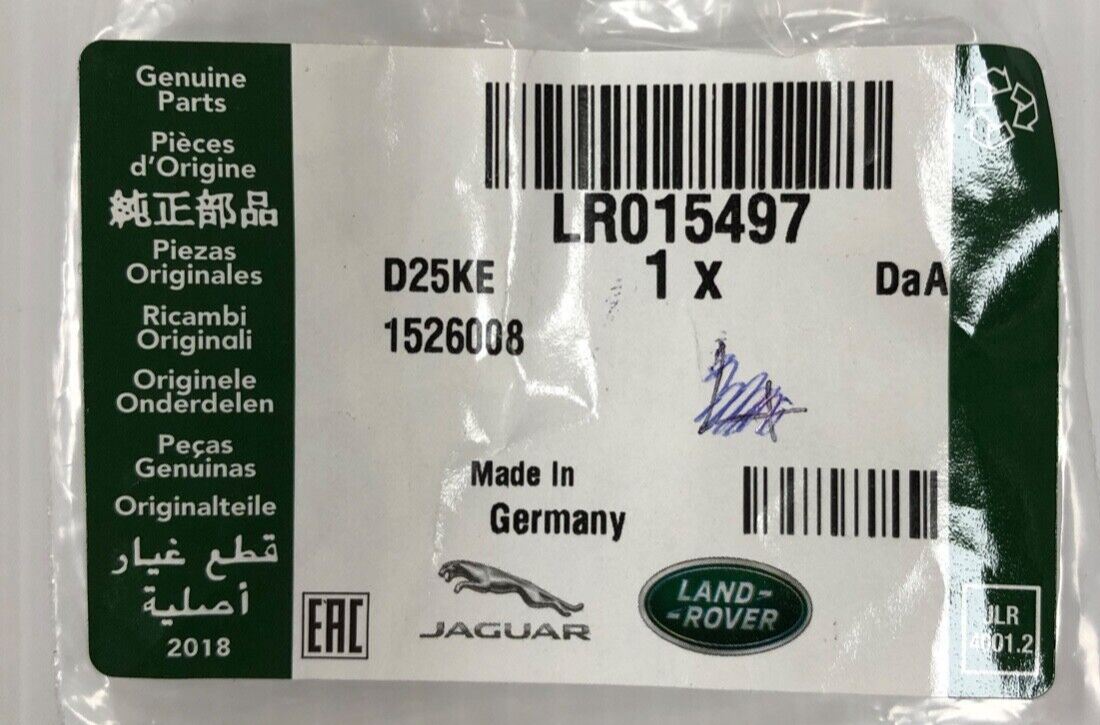 Genuine
Parts
Pièces
d'Origine
純正部品
Piezas
Originales
Ricambi
Originali
Originele
Onderdelen
Peças
Genuinas
Originalteile
قطع غيار
أصلية
2018
LR015497
D25KE
1 x
DaA
1526008
Made In
Germany
EAC
JAGUAR
LAND-
-ROVER
JLR
4001.2